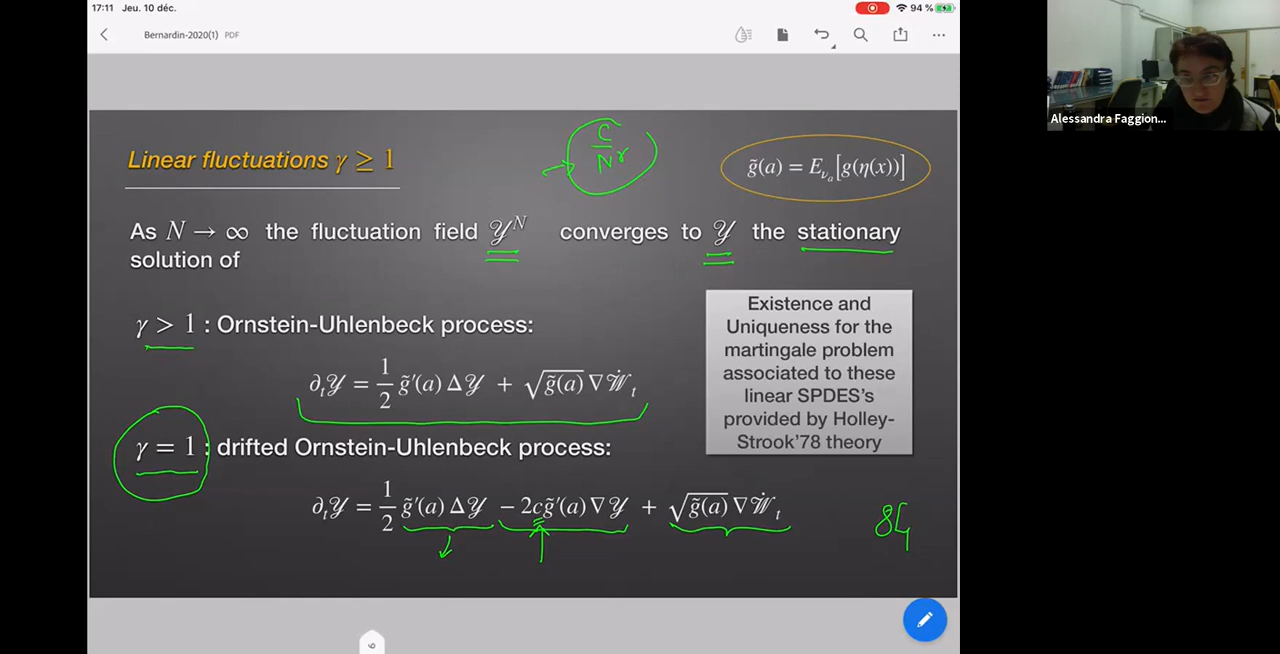 17:11 Jeu. 10 déc.
94 %
Bernardin-2020(1) PDF
Alessandra Faggion...
Linear fluctuations γ ≥ 1
C/N^γ
g̃(a) = E_{ν_a}[g(η(x))]
As N → ∞ the fluctuation field 𝒴^N converges to 𝒴 the stationary
solution of
γ > 1 : Ornstein-Uhlenbeck process:
∂_t𝒴 = 1/2 g̃′(a) Δ𝒴 + √g̃(a) ∇𝒲̇_t
γ = 1 : drifted Ornstein-Uhlenbeck process:
∂_t𝒴 = 1/2 g̃′(a) Δ𝒴 − 2cg̃′(a) ∇𝒴 + √g̃(a) ∇𝒲̇_t
Existence and
Uniqueness for the
martingale problem
associated to these
linear SPDES's
provided by Holley-
Strook'78 theory